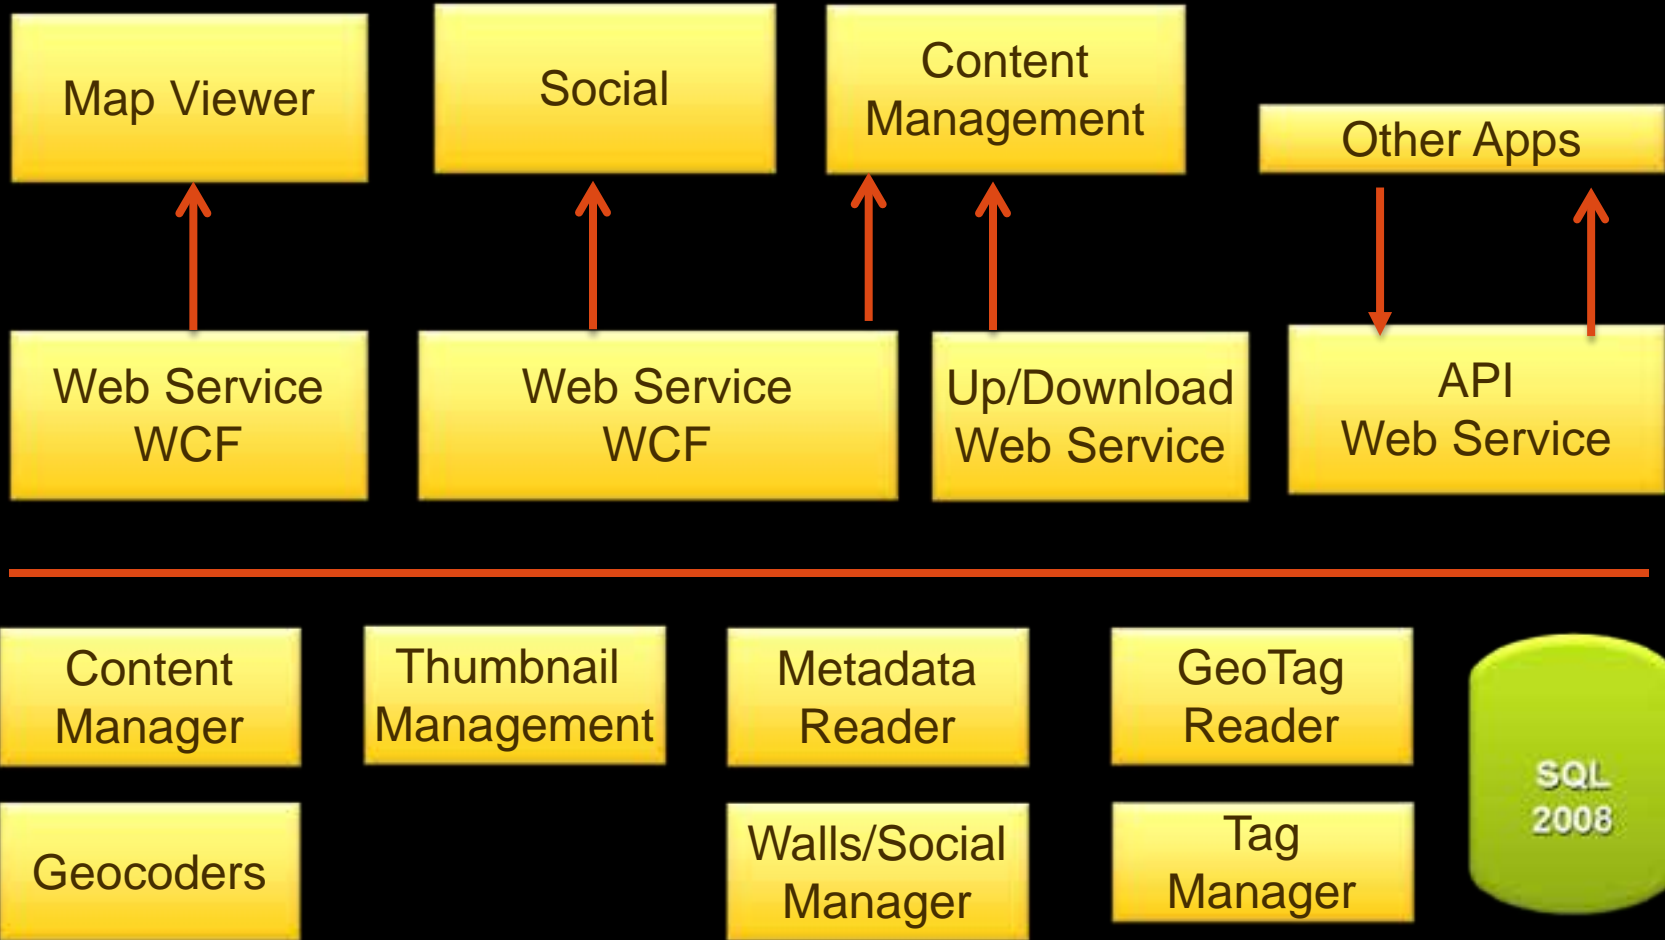 Map Viewer
Social
Content
Management
Other Apps
Web Service
WCF
Web Service
WCF
Up/Download
Web Service
API
Web Service
Content
Manager
Thumbnail
Management
Metadata
Reader
GeoTag
Reader
SQL
2008
Geocoders
Walls/Social
Manager
Tag
Manager